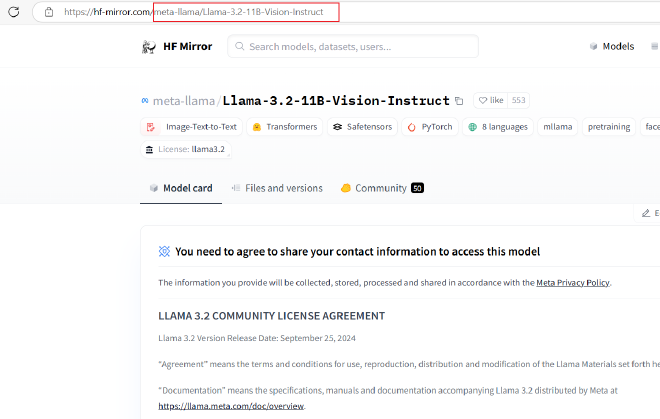 https://hf-mirror.com/meta-llama/Llama-3.2-11B-Vision-Instruct
HF Mirror
Search models, datasets, users...
Models
meta-llama/Llama-3.2-11B-Vision-Instruct
like 553
Image-Text-to-Text Transformers Safetensors PyTorch 8 languages mllama pretraining face
License: llama3.2
Model card Files and versions Community 50
E
You need to agree to share your contact information to access this model
The information you provide will be collected, stored, processed and shared in accordance with the Meta Privacy Policy.
LLAMA 3.2 COMMUNITY LICENSE AGREEMENT
Llama 3.2 Version Release Date: September 25, 2024
“Agreement” means the terms and conditions for use, reproduction, distribution and modification of the Llama Materials set forth he
“Documentation” means the specifications, manuals and documentation accompanying Llama 3.2 distributed by Meta at
https://llama.meta.com/doc/overview.